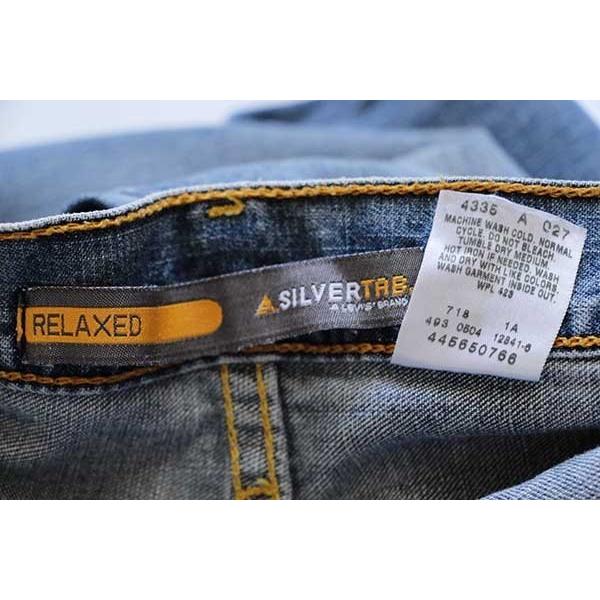 RELAXED
SILVERTAB.
A LEVI'S® BRAND
4335 A 027
MACHINE WASH COLD, NORMAL
CYCLE. DO NOT BLEACH.
TUMBLE DRY MEDIUM.
HOT IRON IF NEEDED. WASH
AND DRY WITH LIKE COLORS.
WASH GARMENT INSIDE OUT.
WPL 423
718 1A
493 0604 12841-6
445650766